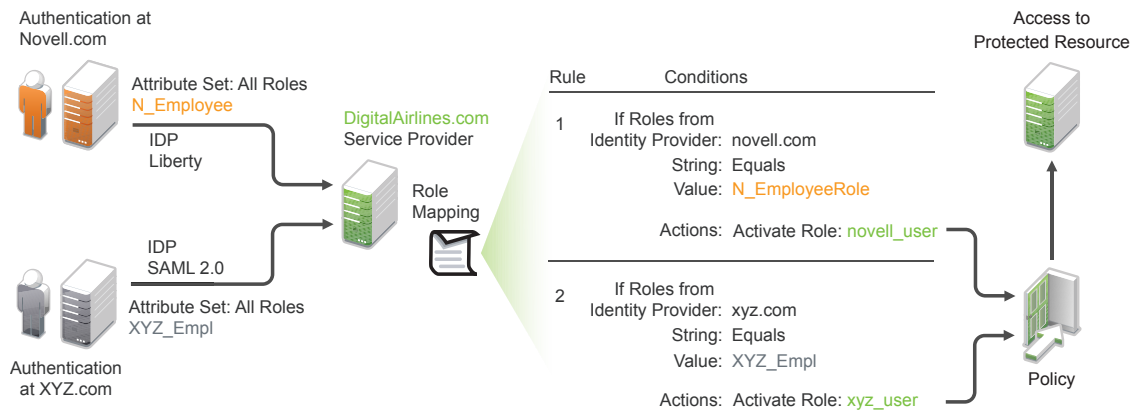 Authentication at
Novell.com
Attribute Set: All Roles
N_Employee
IDP
Liberty
DigitalAirlines.com
Service Provider
Role
Mapping
IDP
SAML 2.0
Attribute Set: All Roles
XYZ_Empl
Authentication
at XYZ.com
Rule Conditions
1 If Roles from
Identity Provider: novell.com
String: Equals
Value: N_EmployeeRole
Actions: Activate Role: novell_user
2 If Roles from
Identity Provider: xyz.com
String: Equals
Value: XYZ_Empl
Actions: Activate Role: xyz_user
Access to
Protected Resource
Policy